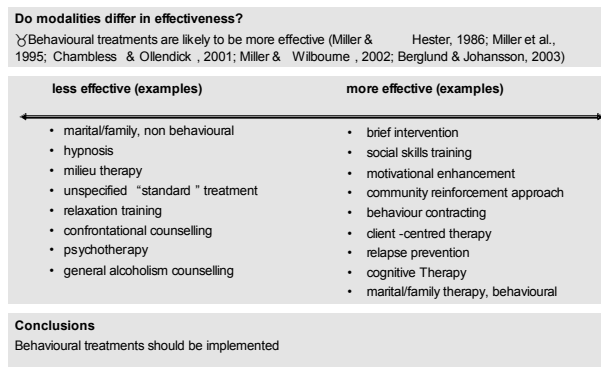 Do modalities differ in effectiveness?
♉Behavioural treatments are likely to be more effective (Miller & Hester, 1986; Miller et al.,
1995; Chambless & Ollendick , 2001; Miller & Wilbourne , 2002; Berglund & Johansson, 2003)
less effective (examples)
• marital/family, non behavioural
• hypnosis
• milieu therapy
• unspecified “standard ” treatment
• relaxation training
• confrontational counselling
• psychotherapy
• general alcoholism counselling
more effective (examples)
• brief intervention
• social skills training
• motivational enhancement
• community reinforcement approach
• behaviour contracting
• client -centred therapy
• relapse prevention
• cognitive Therapy
• marital/family therapy, behavioural
Conclusions
Behavioural treatments should be implemented